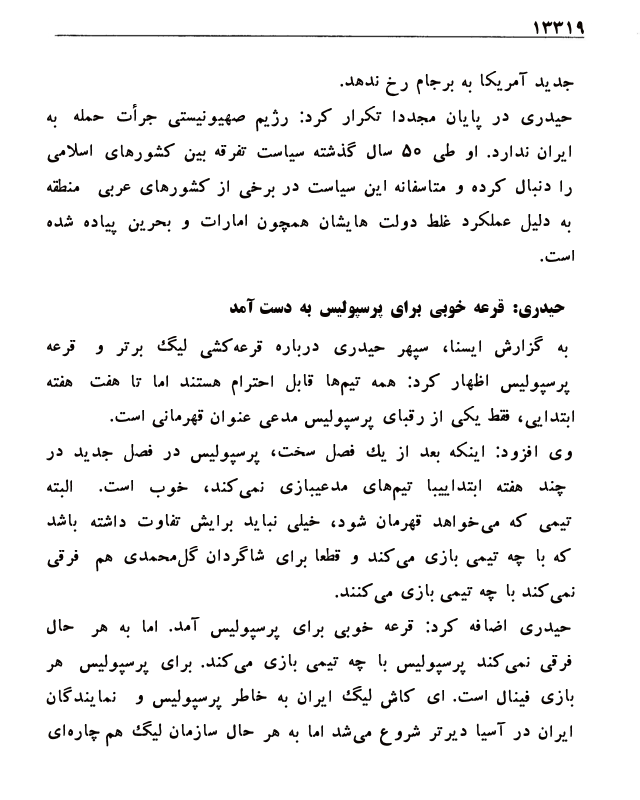 ۱۳۳۱۹
جدید آمریکا به برجام رخ ندهد.
حیدری در پایان مجددا تکرار کرد: رژیم صهیونیستی جرأت حمله به
ایران ندارد. او طی ۵۰ سال گذشته سیاست تفرقه بین کشورهای اسلامی
را دنبال کرده و متاسفانه این سیاست در برخی از کشورهای عربی منطقه
به دلیل عملکرد غلط دولت هایشان همچون امارات و بحرین پیاده شده
است.
حیدری: قرعه خوبی برای پرسپولیس به دست آمد
به گزارش ایسنا، سپهر حیدری درباره قرعه‌کشی لیگ برتر و قرعه
پرسپولیس اظهار کرد: همه تیم‌ها قابل احترام هستند اما تا هفت هفته
ابتدایی، فقط یکی از رقبای پرسپولیس مدعی عنوان قهرمانی است.
وی افزود: اینکه بعد از یك فصل سخت، پرسپولیس در فصل جدید در
چند هفته ابتداییبا تیم‌های مدعیبازی نمی‌کند، خوب است. البته
تیمی که می‌خواهد قهرمان شود، خیلی نباید برایش تفاوت داشته باشد
که با چه تیمی بازی می‌کند و قطعا برای شاگردان گل‌محمدی هم فرقی
نمی‌کند با چه تیمی بازی می‌کنند.
حیدری اضافه کرد: قرعه خوبی برای پرسپولیس آمد. اما به هر حال
فرقی نمی‌کند پرسپولیس با چه تیمی بازی می‌کند. برای پرسپولیس هر
بازی فینال است. ای کاش لیگ ایران به خاطر پرسپولیس و نمایندگان
ایران در آسیا دیرتر شروع می‌شد اما به هر حال سازمان لیگ هم چاره‌ای